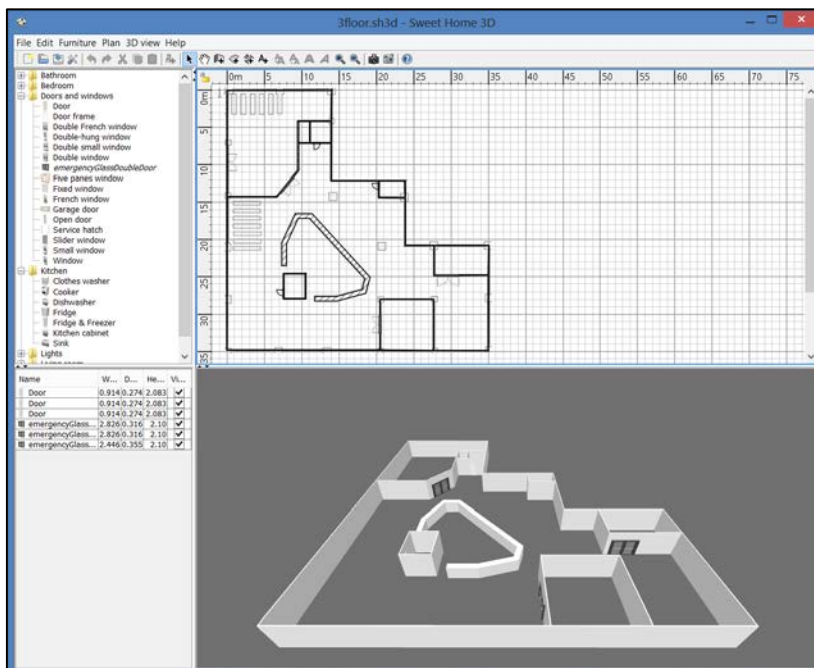 3floor.sh3d - Sweet Home 3D
File Edit Furniture Plan 3D view Help
0m 5 10 15 20 25 30 35 40 45 50 55 60 65 70 75
0m
5
10
15
20
25
30
35
Bathroom
Bedroom
Doors and windows
Door
Door frame
Double French window
Double-hung window
Double small window
Double window
emergencyGlassDoubleDoor
Five panes window
Fixed window
French window
Garage door
Open door
Service hatch
Slider window
Small window
Window
Kitchen
Clothes washer
Cooker
Dishwasher
Fridge
Fridge & Freezer
Kitchen cabinet
Sink
Lights
Name W... D... He... Vi...
Door 0.914 0.274 2.083
Door 0.914 0.274 2.083
Door 0.914 0.274 2.083
emergencyGlass... 2.826 0.316 2.10
emergencyGlass... 2.826 0.316 2.10
emergencyGlass... 2.446 0.355 2.10